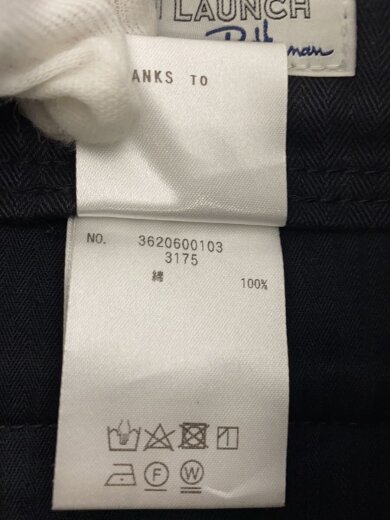 LAUNCH
ANKS TO
NO. 3620600103
3175
綿 100%
F W